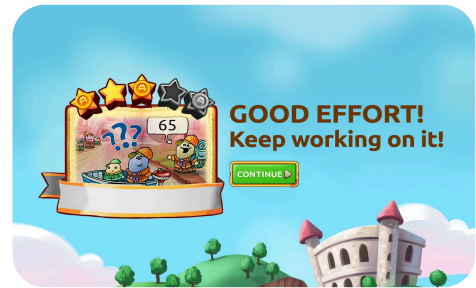 ???
65
GOOD EFFORT!
Keep working on it!
CONTINUE